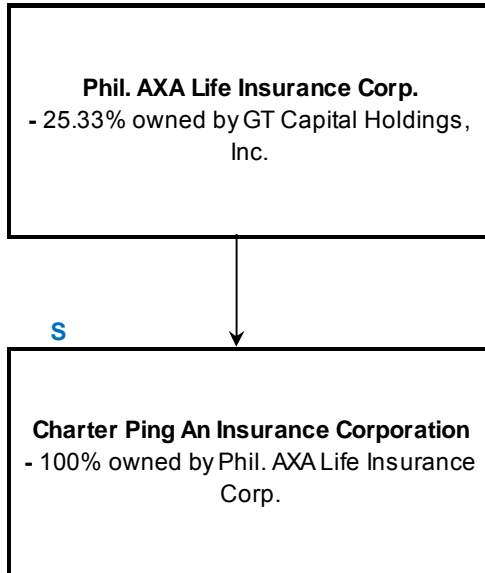 Phil. AXA Life Insurance Corp.
- 25.33% owned by GT Capital Holdings,
Inc.
S
Charter Ping An Insurance Corporation
- 100% owned by Phil. AXA Life Insurance
Corp.